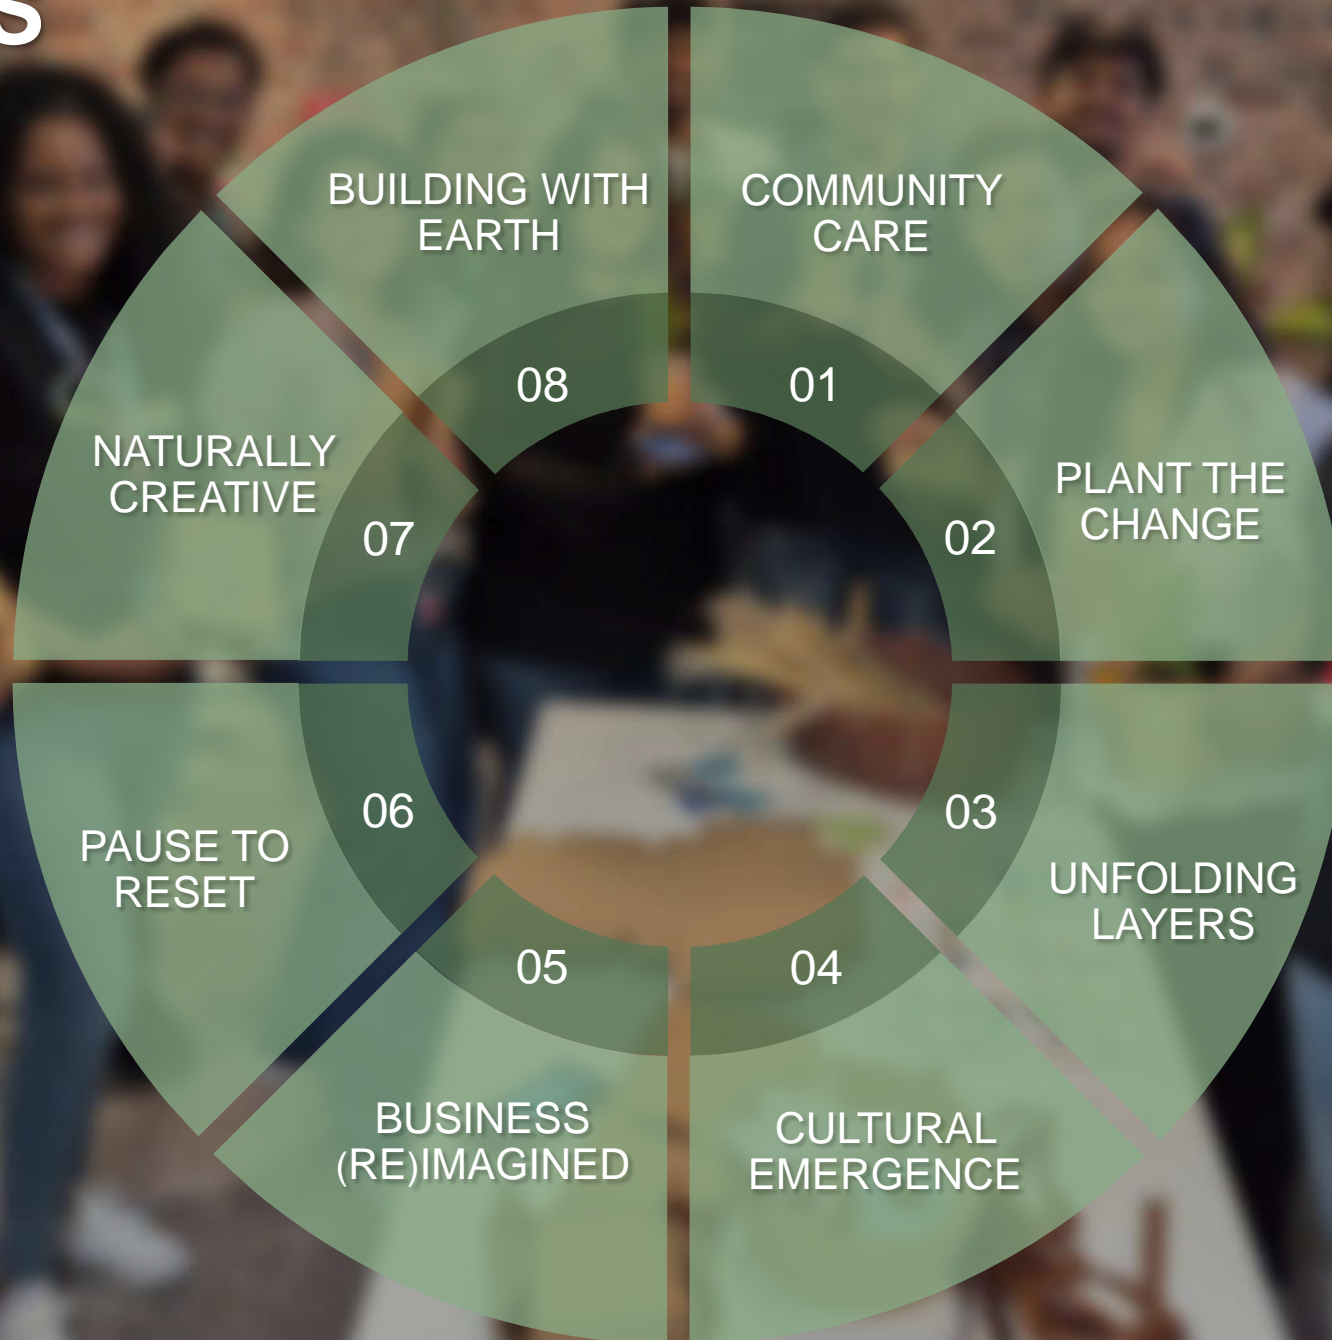 S
COMMUNITY
CARE
01
PLANT THE
CHANGE
02
UNFOLDING
LAYERS
03
CULTURAL
EMERGENCE
04
BUSINESS
(RE)IMAGINED
05
PAUSE TO
RESET
06
NATURALLY
CREATIVE
07
BUILDING WITH
EARTH
08